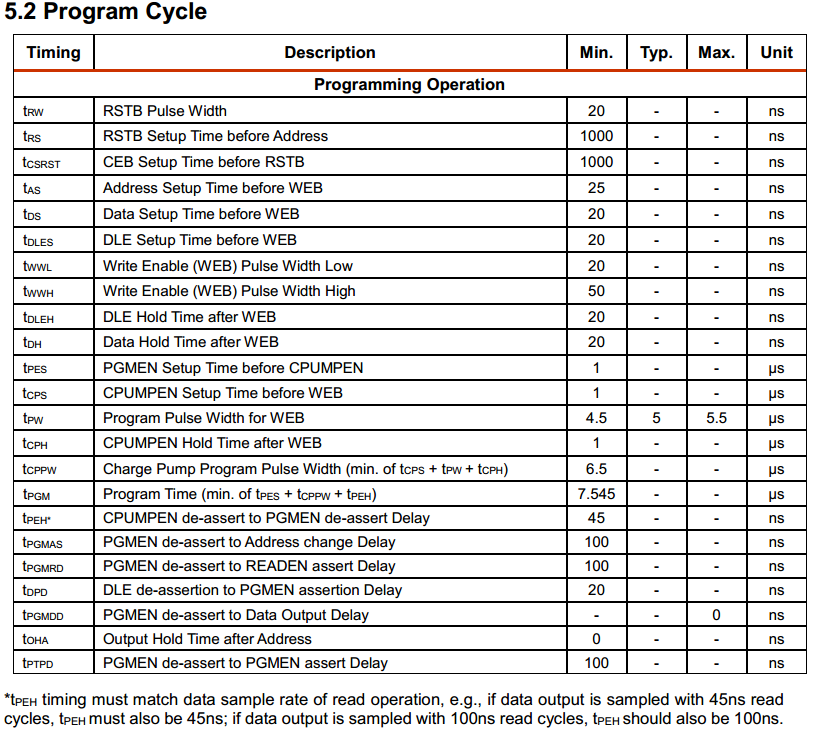 5.2 Program Cycle
Timing Description Min. Typ. Max. Unit
Programming Operation
tRW RSTB Pulse Width 20 - - ns
tRS RSTB Setup Time before Address 1000 - - ns
tCSRST CEB Setup Time before RSTB 1000 - - ns
tAS Address Setup Time before WEB 25 - - ns
tDS Data Setup Time before WEB 20 - - ns
tDLES DLE Setup Time before WEB 20 - - ns
tWWL Write Enable (WEB) Pulse Width Low 20 - - ns
tWWH Write Enable (WEB) Pulse Width High 50 - - ns
tDLEH DLE Hold Time after WEB 20 - - ns
tDH Data Hold Time after WEB 20 - - ns
tPES PGMEN Setup Time before CPUMPEN 1 - - µs
tCPS CPUMPEN Setup Time before WEB 1 - - µs
tPW Program Pulse Width for WEB 4.5 5 5.5 µs
tCPH CPUMPEN Hold Time after WEB 1 - - µs
tCPPW Charge Pump Program Pulse Width (min. of tCPS + tPW + tCPH) 6.5 - - µs
tPGM Program Time (min. of tPES + tCPPW + tPEH) 7.545 - - µs
tPEH* CPUMPEN de-assert to PGMEN de-assert Delay 45 - - ns
tPGMAS PGMEN de-assert to Address change Delay 100 - - ns
tPGMRD PGMEN de-assert to READEN assert Delay 100 - - ns
tDPD DLE de-assertion to PGMEN assertion Delay 20 - - ns
tPGMDD PGMEN de-assert to Data Output Delay - - 0 ns
tOHA Output Hold Time after Address 0 - - ns
tPTPD PGMEN de-assert to PGMEN assert Delay 100 - - ns
*tPEH timing must match data sample rate of read operation, e.g., if data output is sampled with 45ns read
cycles, tPEH must also be 45ns; if data output is sampled with 100ns read cycles, tPEH should also be 100ns.